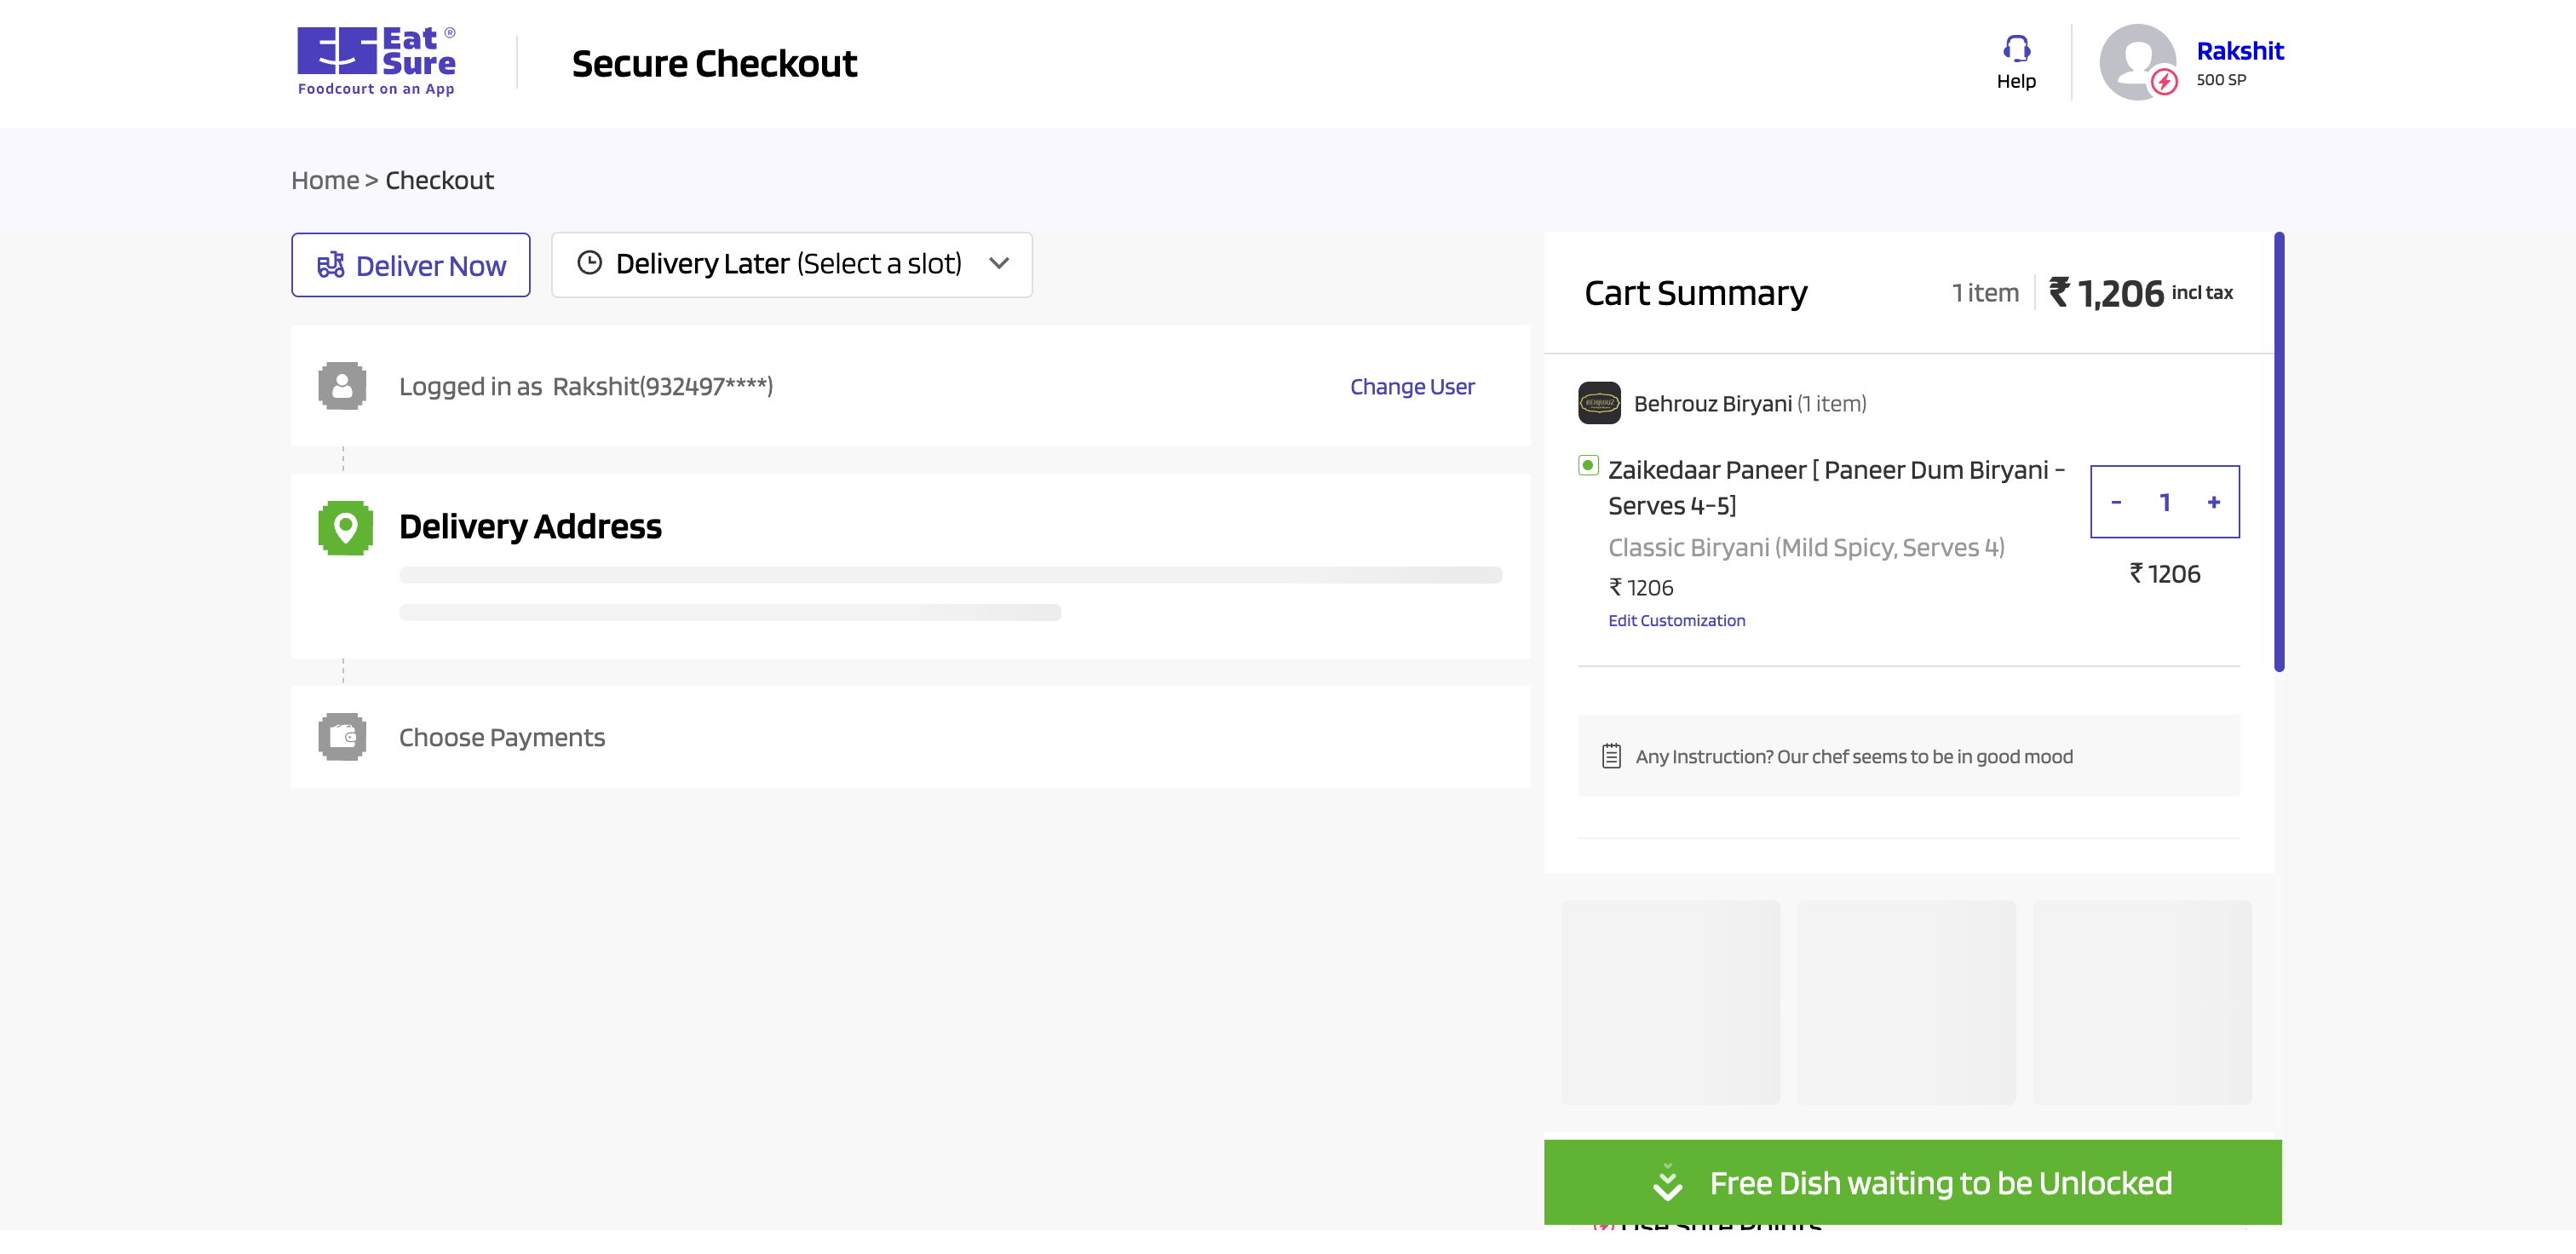 Eat ®
Sure
Foodcourt on an App
Secure Checkout
Help
Rakshit
500 SP
Home > Checkout
Deliver Now
Delivery Later (Select a slot)
Logged in as Rakshit(932497****)
Change User
Delivery Address
Choose Payments
Cart Summary
1 item
₹ 1,206 incl tax
BEHROUZ
Behrouz Biryani (1 item)
Zaikedaar Paneer [ Paneer Dum Biryani -
Serves 4-5]
- 1 +
Classic Biryani (Mild Spicy, Serves 4)
₹ 1206
₹ 1206
Edit Customization
Any Instruction? Our chef seems to be in good mood
Free Dish waiting to be Unlocked
Use Sure Points